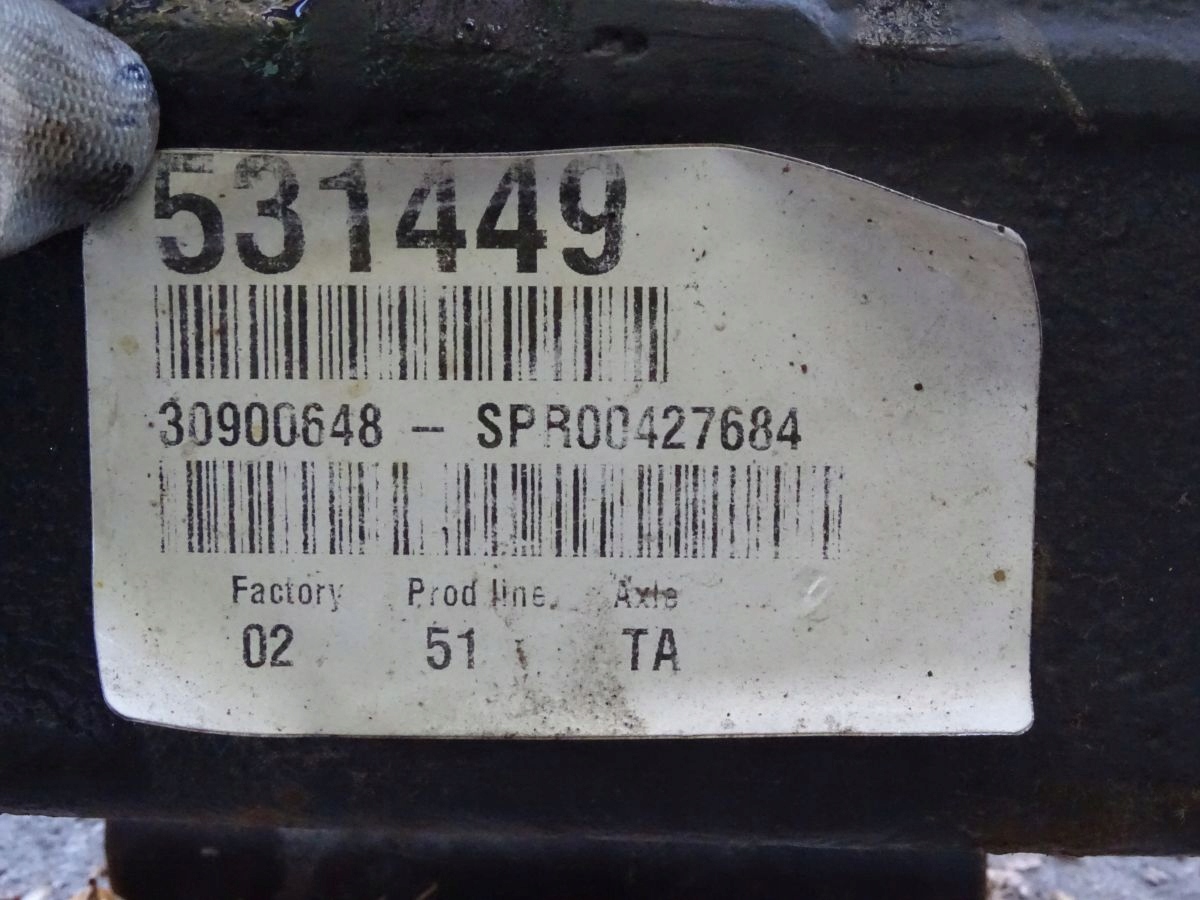 531449
30900648 - SPR00427684
Factory Prod line Axle
02 51 TA